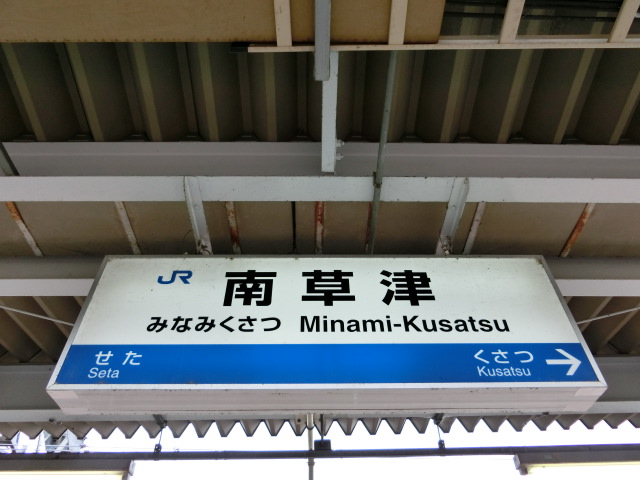 JR 南草津
みなみくさつ Minami-Kusatsu
せた くさつ →
Seta Kusatsu